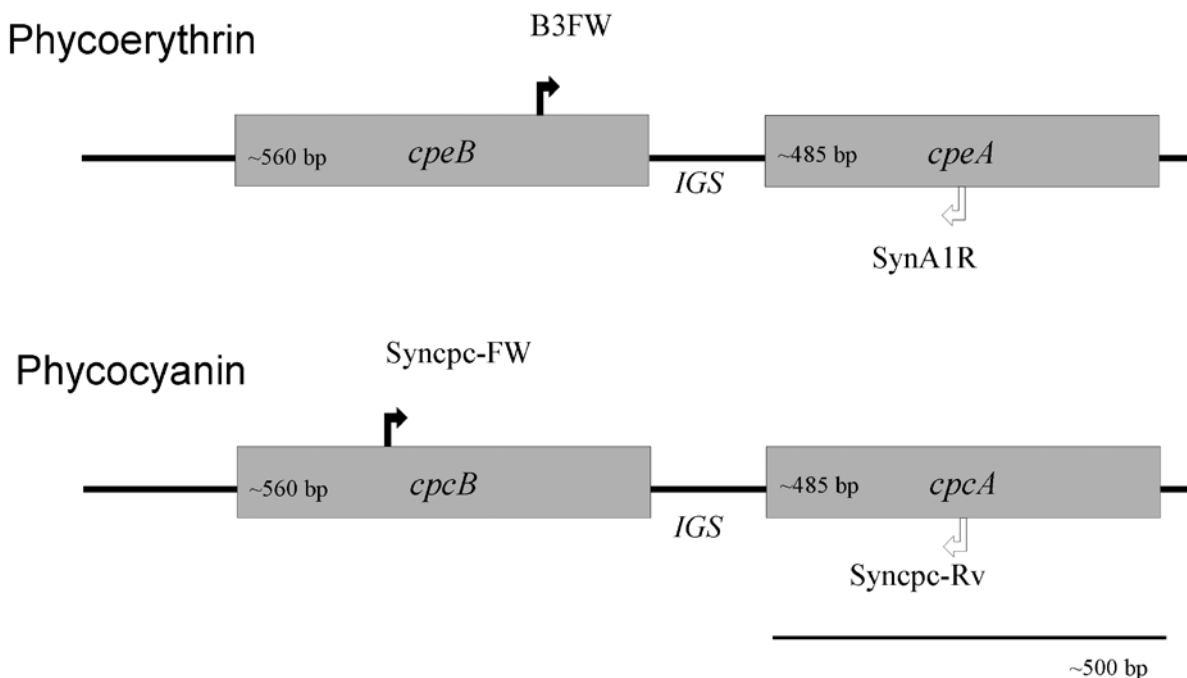 Phycoerythrin
B3FW
~560 bp
cpeB
IGS
~485 bp
cpeA
SynA1R
Phycocyanin
Syncpc-FW
~560 bp
cpcB
IGS
~485 bp
cpcA
Syncpc-Rv
~500 bp